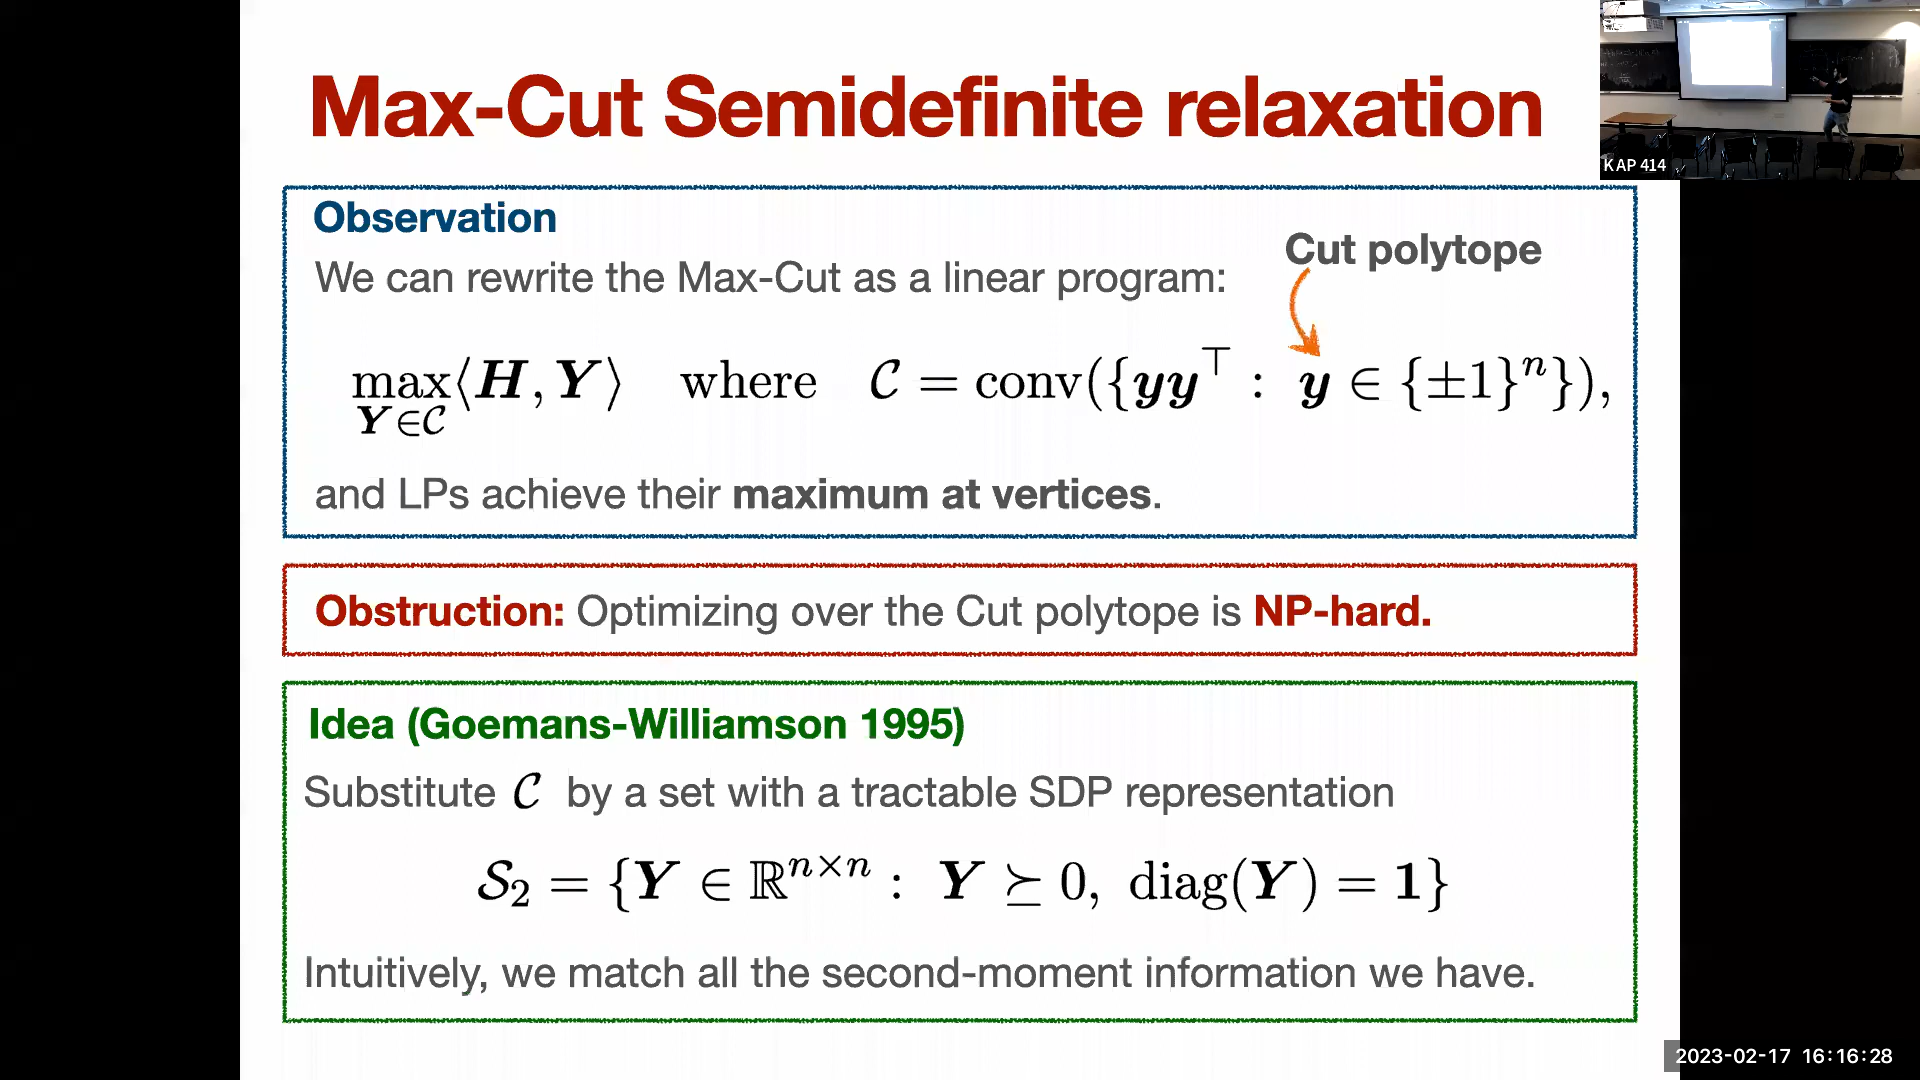 Max-Cut Semidefinite relaxation
KAP 414
Observation
Cut polytope
We can rewrite the Max-Cut as a linear program:
max_{Y∈𝒞} ⟨H, Y⟩ where 𝒞 = conv({yy^⊤ : y ∈ {±1}^n}),
and LPs achieve their maximum at vertices.
Obstruction: Optimizing over the Cut polytope is NP-hard.
Idea (Goemans-Williamson 1995)
Substitute 𝒞 by a set with a tractable SDP representation
𝒮₂ = {Y ∈ ℝ^{n×n} : Y ⪰ 0, diag(Y) = 1}
Intuitively, we match all the second-moment information we have.
2023-02-17 16:16:28